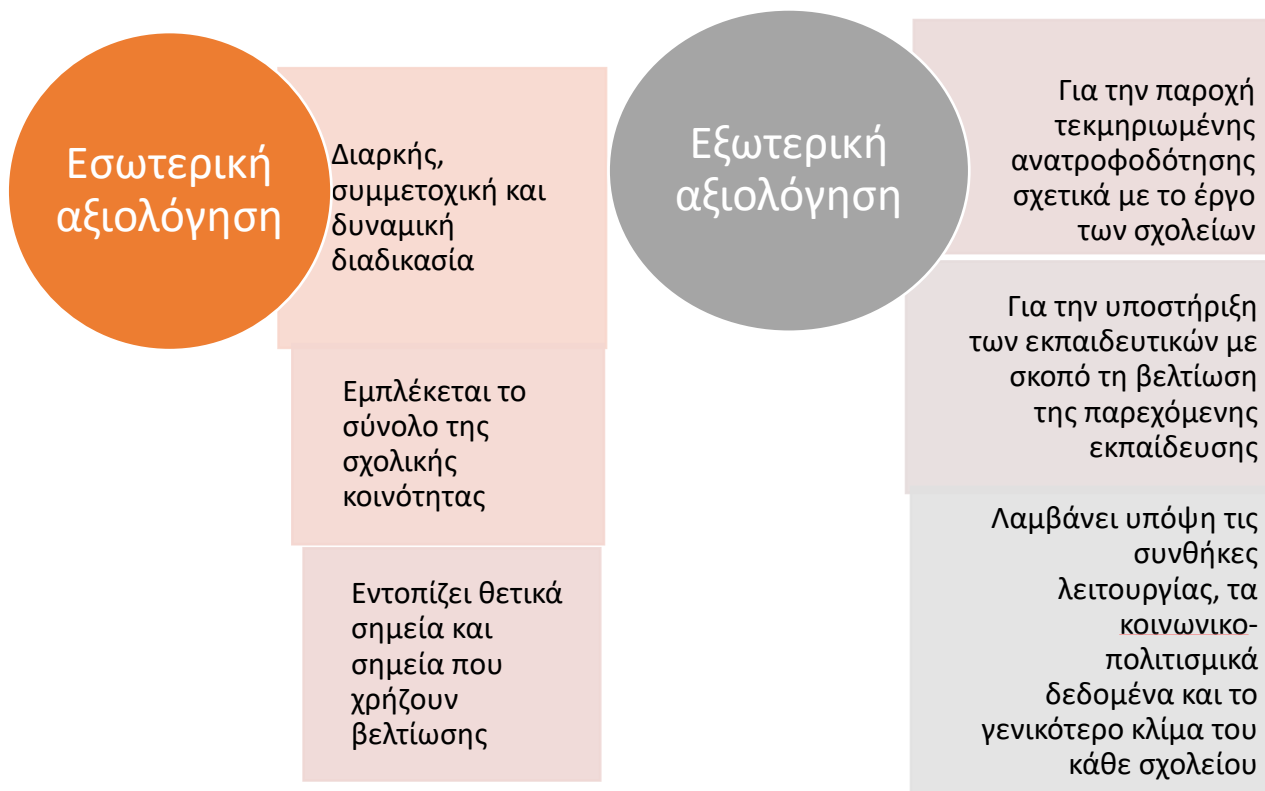 Εσωτερική
αξιολόγηση
Διαρκής,
συμμετοχική και
δυναμική
διαδικασία
Εμπλέκεται το
σύνολο της
σχολικής
κοινότητας
Εντοπίζει θετικά
σημεία και
σημεία που
χρήζουν
βελτίωσης
Εξωτερική
αξιολόγηση
Για την παροχή
τεκμηριωμένης
ανατροφοδότησης
σχετικά με το έργο
των σχολείων
Για την υποστήριξη
των εκπαιδευτικών με
σκοπό τη βελτίωση
της παρεχόμενης
εκπαίδευσης
Λαμβάνει υπόψη τις
συνθήκες
λειτουργίας, τα
κοινωνικο-
πολιτισμικά
δεδομένα και το
γενικότερο κλίμα του
κάθε σχολείου